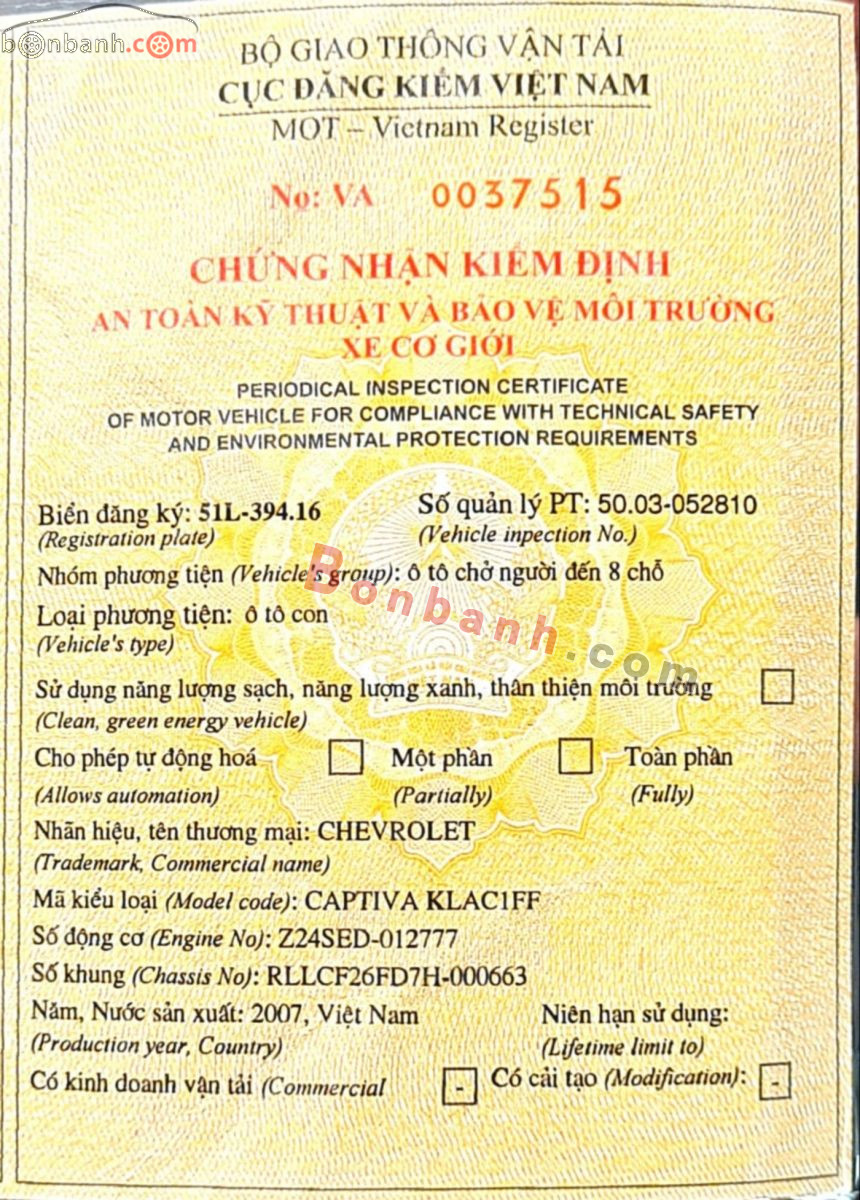 bonbanh.com
BỘ GIAO THÔNG VẬN TẢI
CỤC ĐĂNG KIỂM VIỆT NAM
MOT – Vietnam Register
No: VA 0037515
CHỨNG NHẬN KIỂM ĐỊNH
AN TOÀN KỸ THUẬT VÀ BẢO VỆ MÔI TRƯỜNG
XE CƠ GIỚI
PERIODICAL INSPECTION CERTIFICATE
OF MOTOR VEHICLE FOR COMPLIANCE WITH TECHNICAL SAFETY
AND ENVIRONMENTAL PROTECTION REQUIREMENTS
Biển đăng ký: 51L-394.16 Số quản lý PT: 50.03-052810
(Registration plate) (Vehicle inpection No.)
Nhóm phương tiện (Vehicle's group): ô tô chở người đến 8 chỗ
Bonbanh.com
Loại phương tiện: ô tô con
(Vehicle's type)
Sử dụng năng lượng sạch, năng lượng xanh, thân thiện môi trường
(Clean, green energy vehicle)
Cho phép tự động hoá Một phần Toàn phần
(Allows automation) (Partially) (Fully)
Nhãn hiệu, tên thương mại: CHEVROLET
(Trademark, Commercial name)
Mã kiểu loại (Model code): CAPTIVA KLAC1FF
Số động cơ (Engine No): Z24SED-012777
Số khung (Chassis No): RLLCF26FD7H-000663
Năm, Nước sản xuất: 2007, Việt Nam Niên hạn sử dụng:
(Production year, Country) (Lifetime limit to)
Có kinh doanh vận tải (Commercial - Có cải tạo (Modification): -